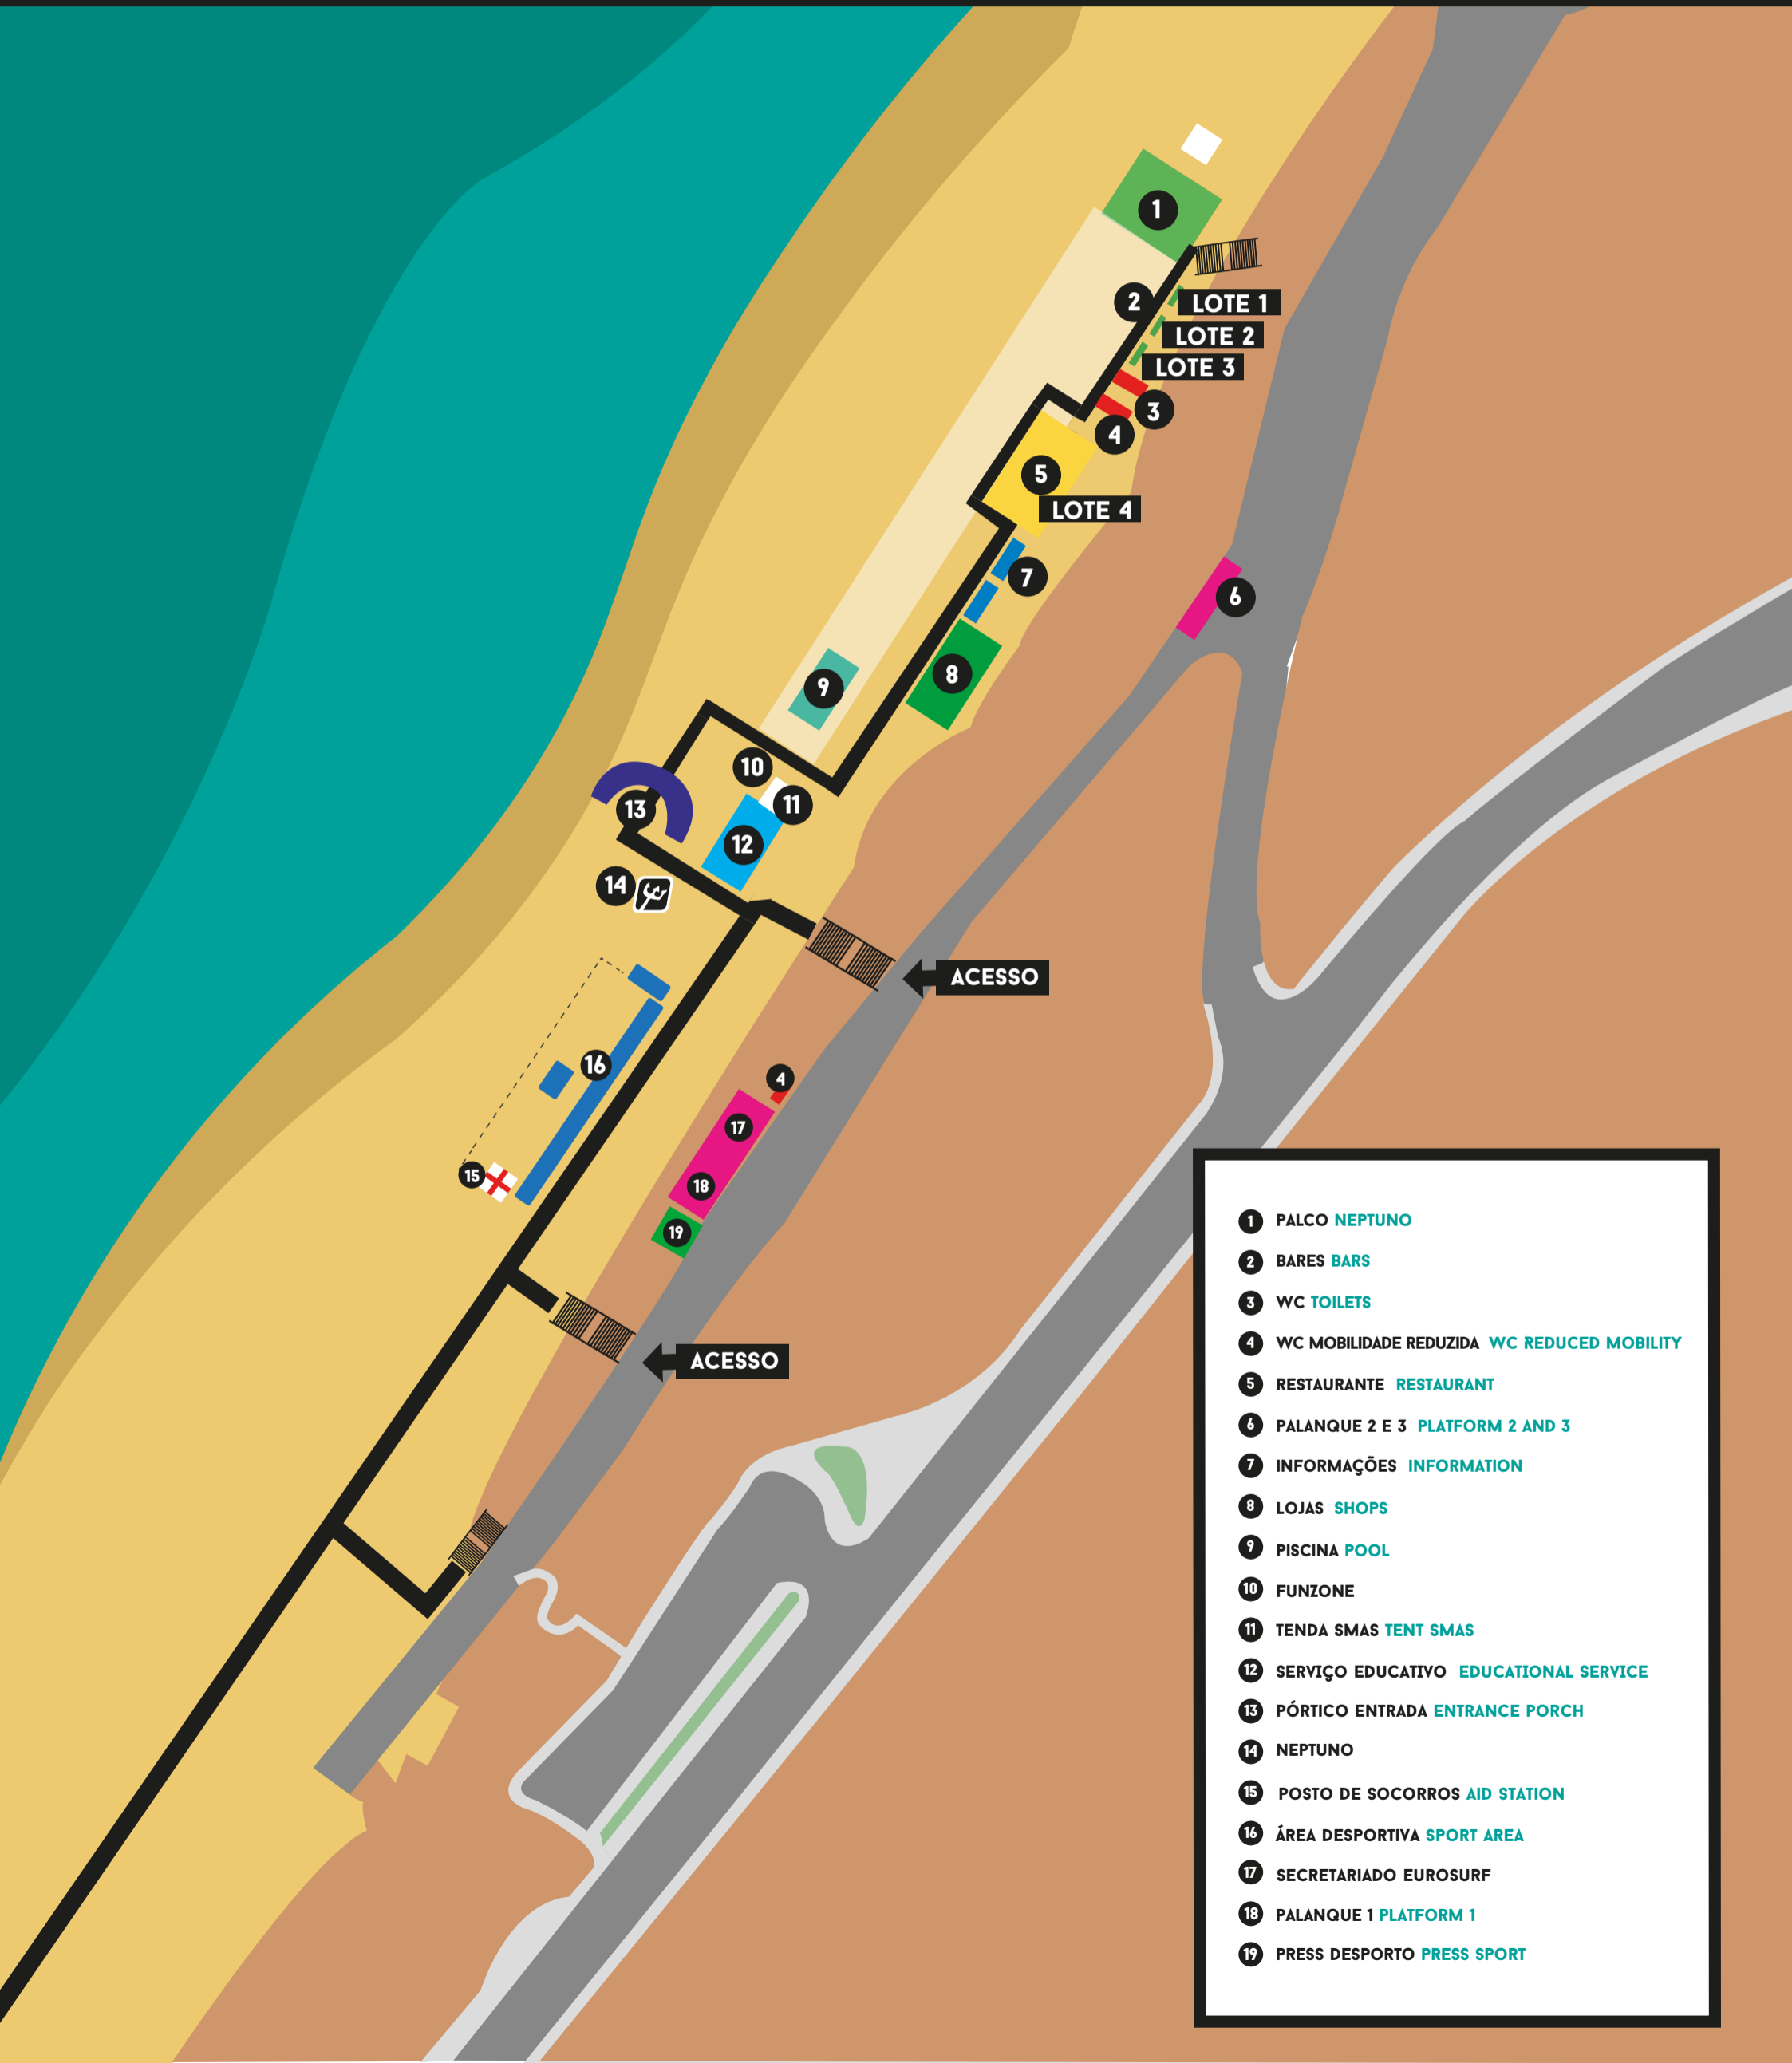 1
2
LOTE 1
LOTE 2
LOTE 3
3
4
5
LOTE 4
7
6
8
9
10
11
13
12
14
ACESSO
16
4
17
15
18
19
ACESSO
1 PALCO NEPTUNO
2 BARES BARS
3 WC TOILETS
4 WC MOBILIDADE REDUZIDA WC REDUCED MOBILITY
5 RESTAURANTE RESTAURANT
6 PALANQUE 2 E 3 PLATFORM 2 AND 3
7 INFORMAÇÕES INFORMATION
8 LOJAS SHOPS
9 PISCINA POOL
10 FUNZONE
11 TENDA SMAS TENT SMAS
12 SERVIÇO EDUCATIVO EDUCATIONAL SERVICE
13 PÓRTICO ENTRADA ENTRANCE PORCH
14 NEPTUNO
15 POSTO DE SOCORROS AID STATION
16 ÁREA DESPORTIVA SPORT AREA
17 SECRETARIADO EUROSURF
18 PALANQUE 1 PLATFORM 1
19 PRESS DESPORTO PRESS SPORT